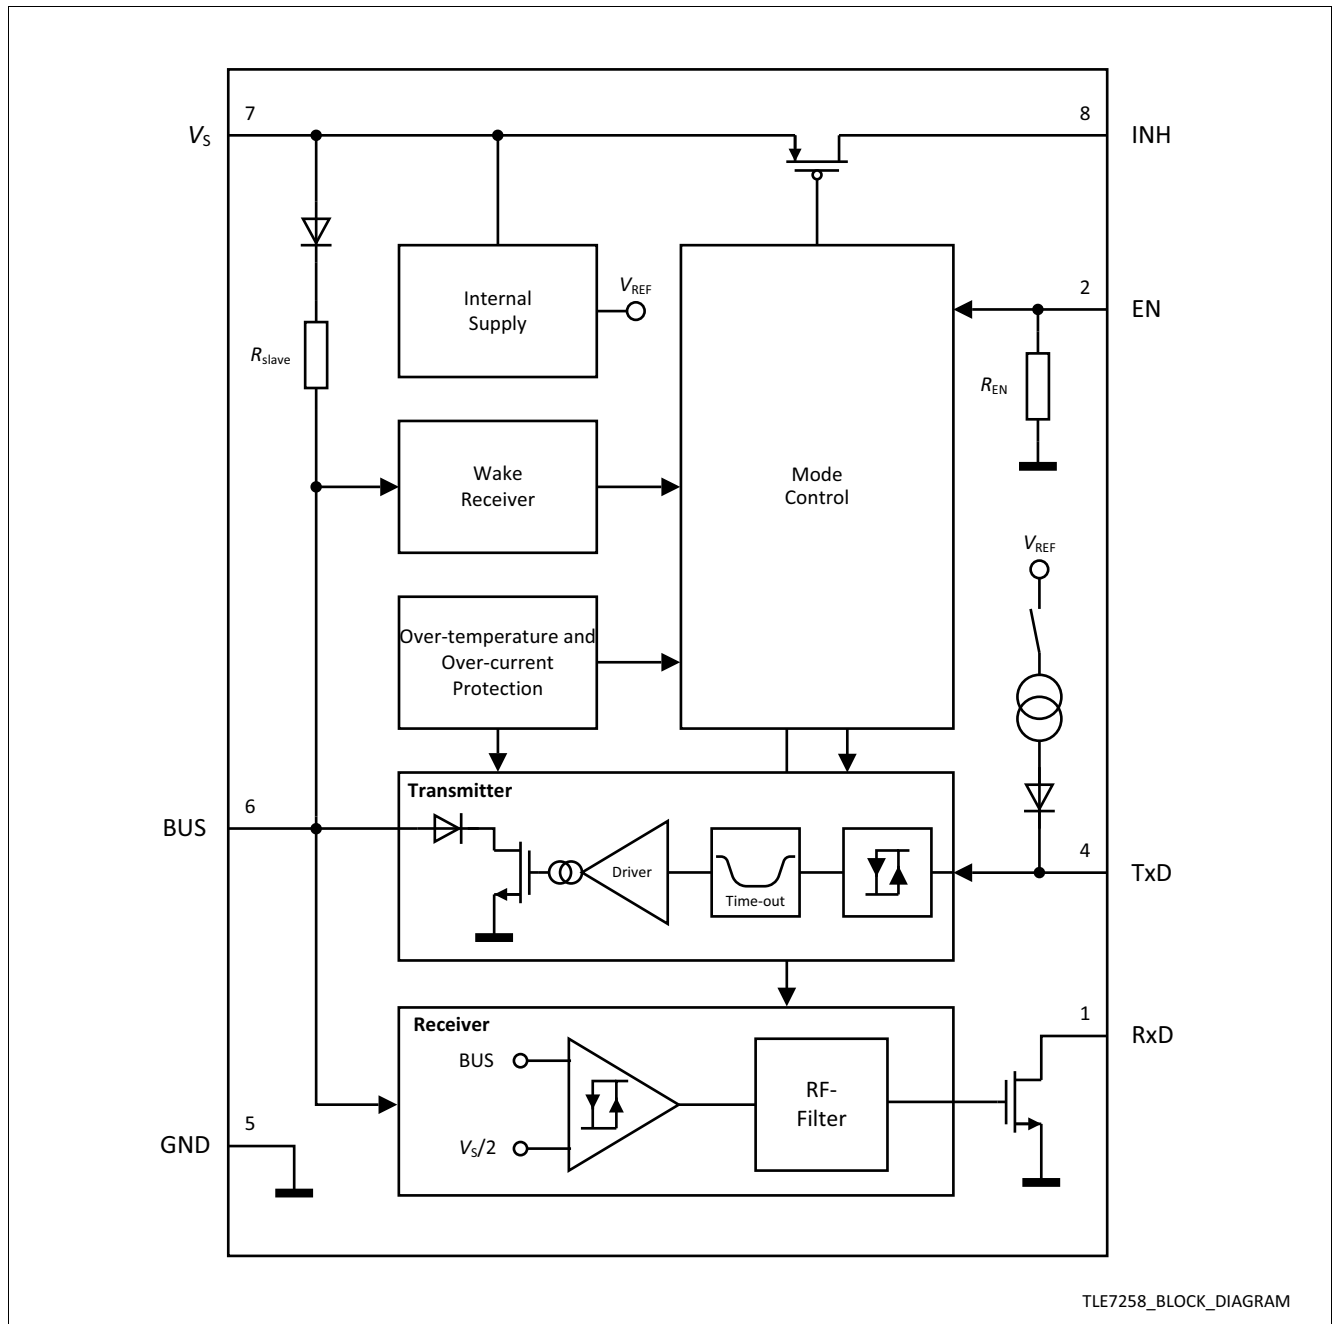 7
8
VS
INH
Internal
Supply
VREF
2
EN
Rslave
REN
Wake
Receiver
Mode
Control
VREF
Over-temperature and
Over-current
Protection
Transmitter
6
BUS
4
TxD
Driver
Time-out
Receiver
1
RxD
BUS
RF-
Filter
VS/2
5
GND
TLE7258_BLOCK_DIAGRAM